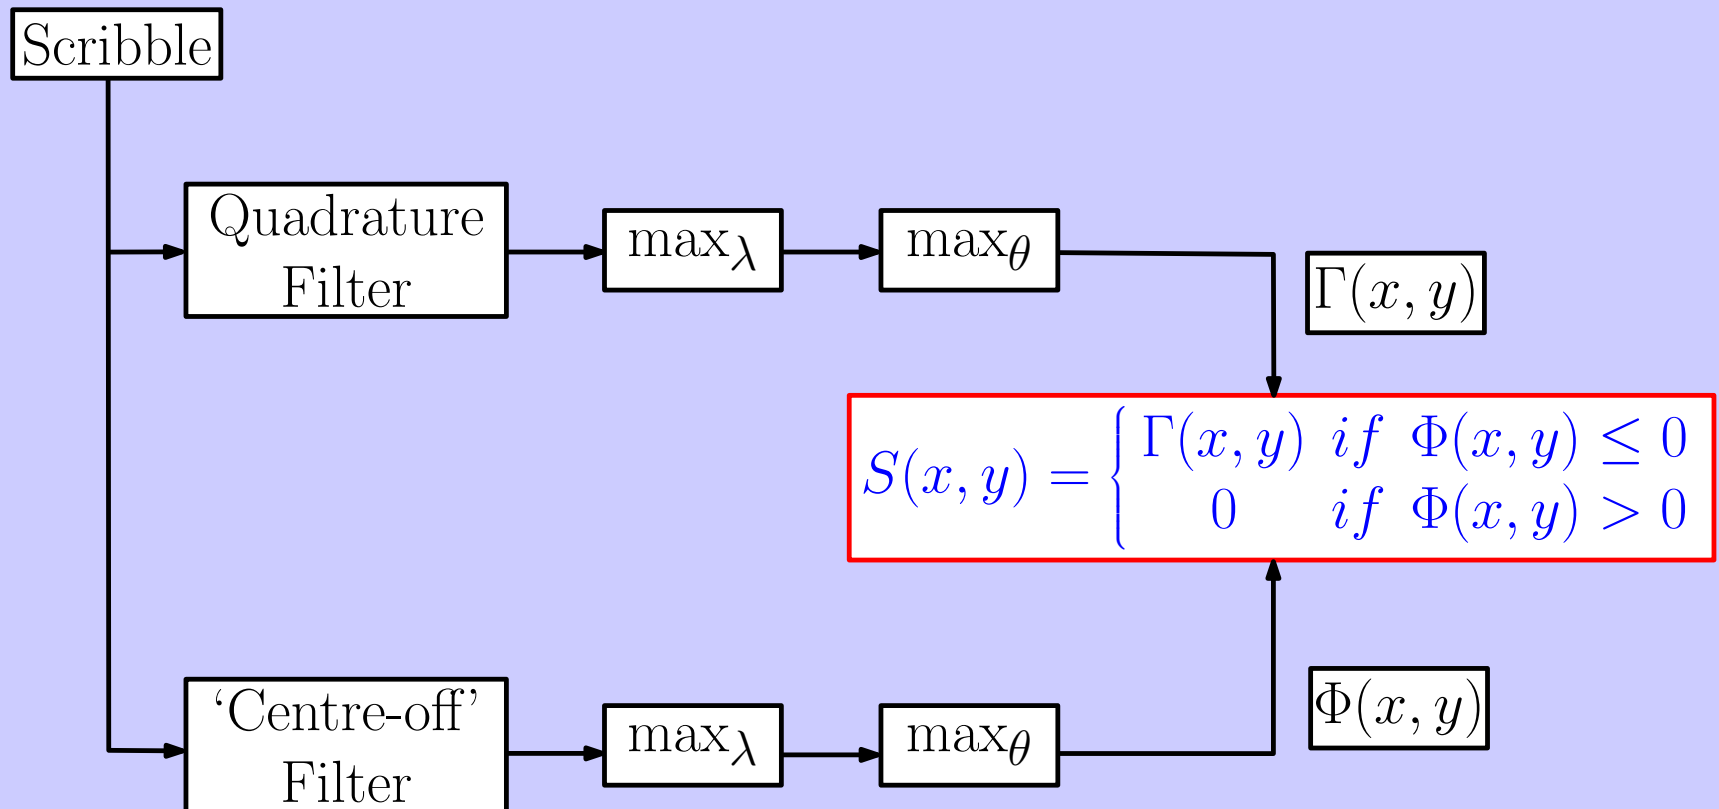 Scribble
Quadrature
Filter
max_λ
max_θ
Γ(x, y)
S(x, y) = { Γ(x, y) if Φ(x, y) ≤ 0
0 if Φ(x, y) > 0
‘Centre-off’
Filter
max_λ
max_θ
Φ(x, y)